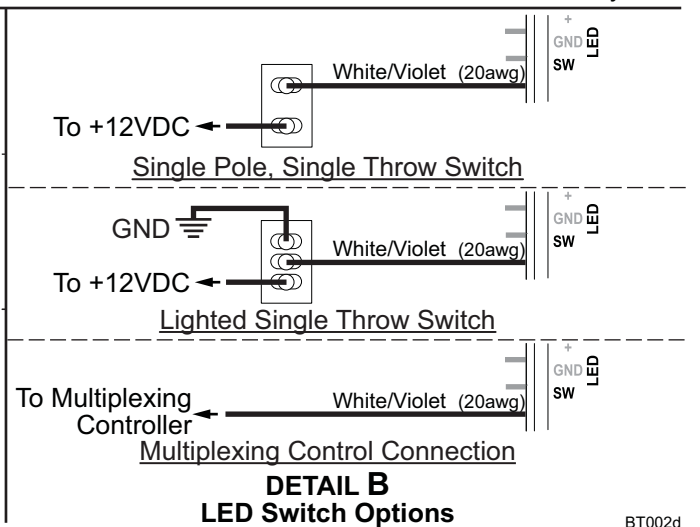 +
GND
LED
SW
White/Violet (20awg)
To +12VDC
Single Pole, Single Throw Switch
+
GND
LED
SW
GND
White/Violet (20awg)
To +12VDC
Lighted Single Throw Switch
+
GND
LED
SW
To Multiplexing
Controller
White/Violet (20awg)
Multiplexing Control Connection
DETAIL B
LED Switch Options
BT002d